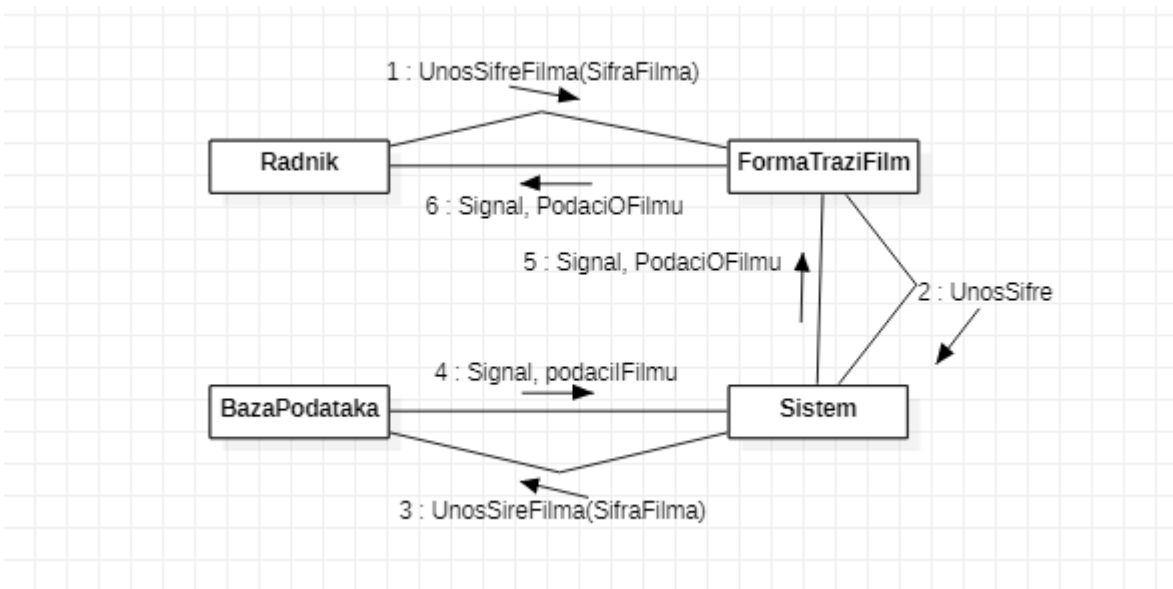 1 : UnosSifreFilma(SifraFilma)
Radnik
FormaTraziFilm
6 : Signal, PodaciOFilmu
5 : Signal, PodaciOFilmu
2 : UnosSifre
4 : Signal, podaciIFilmu
BazaPodataka
Sistem
3 : UnosSireFilma(SifraFilma)